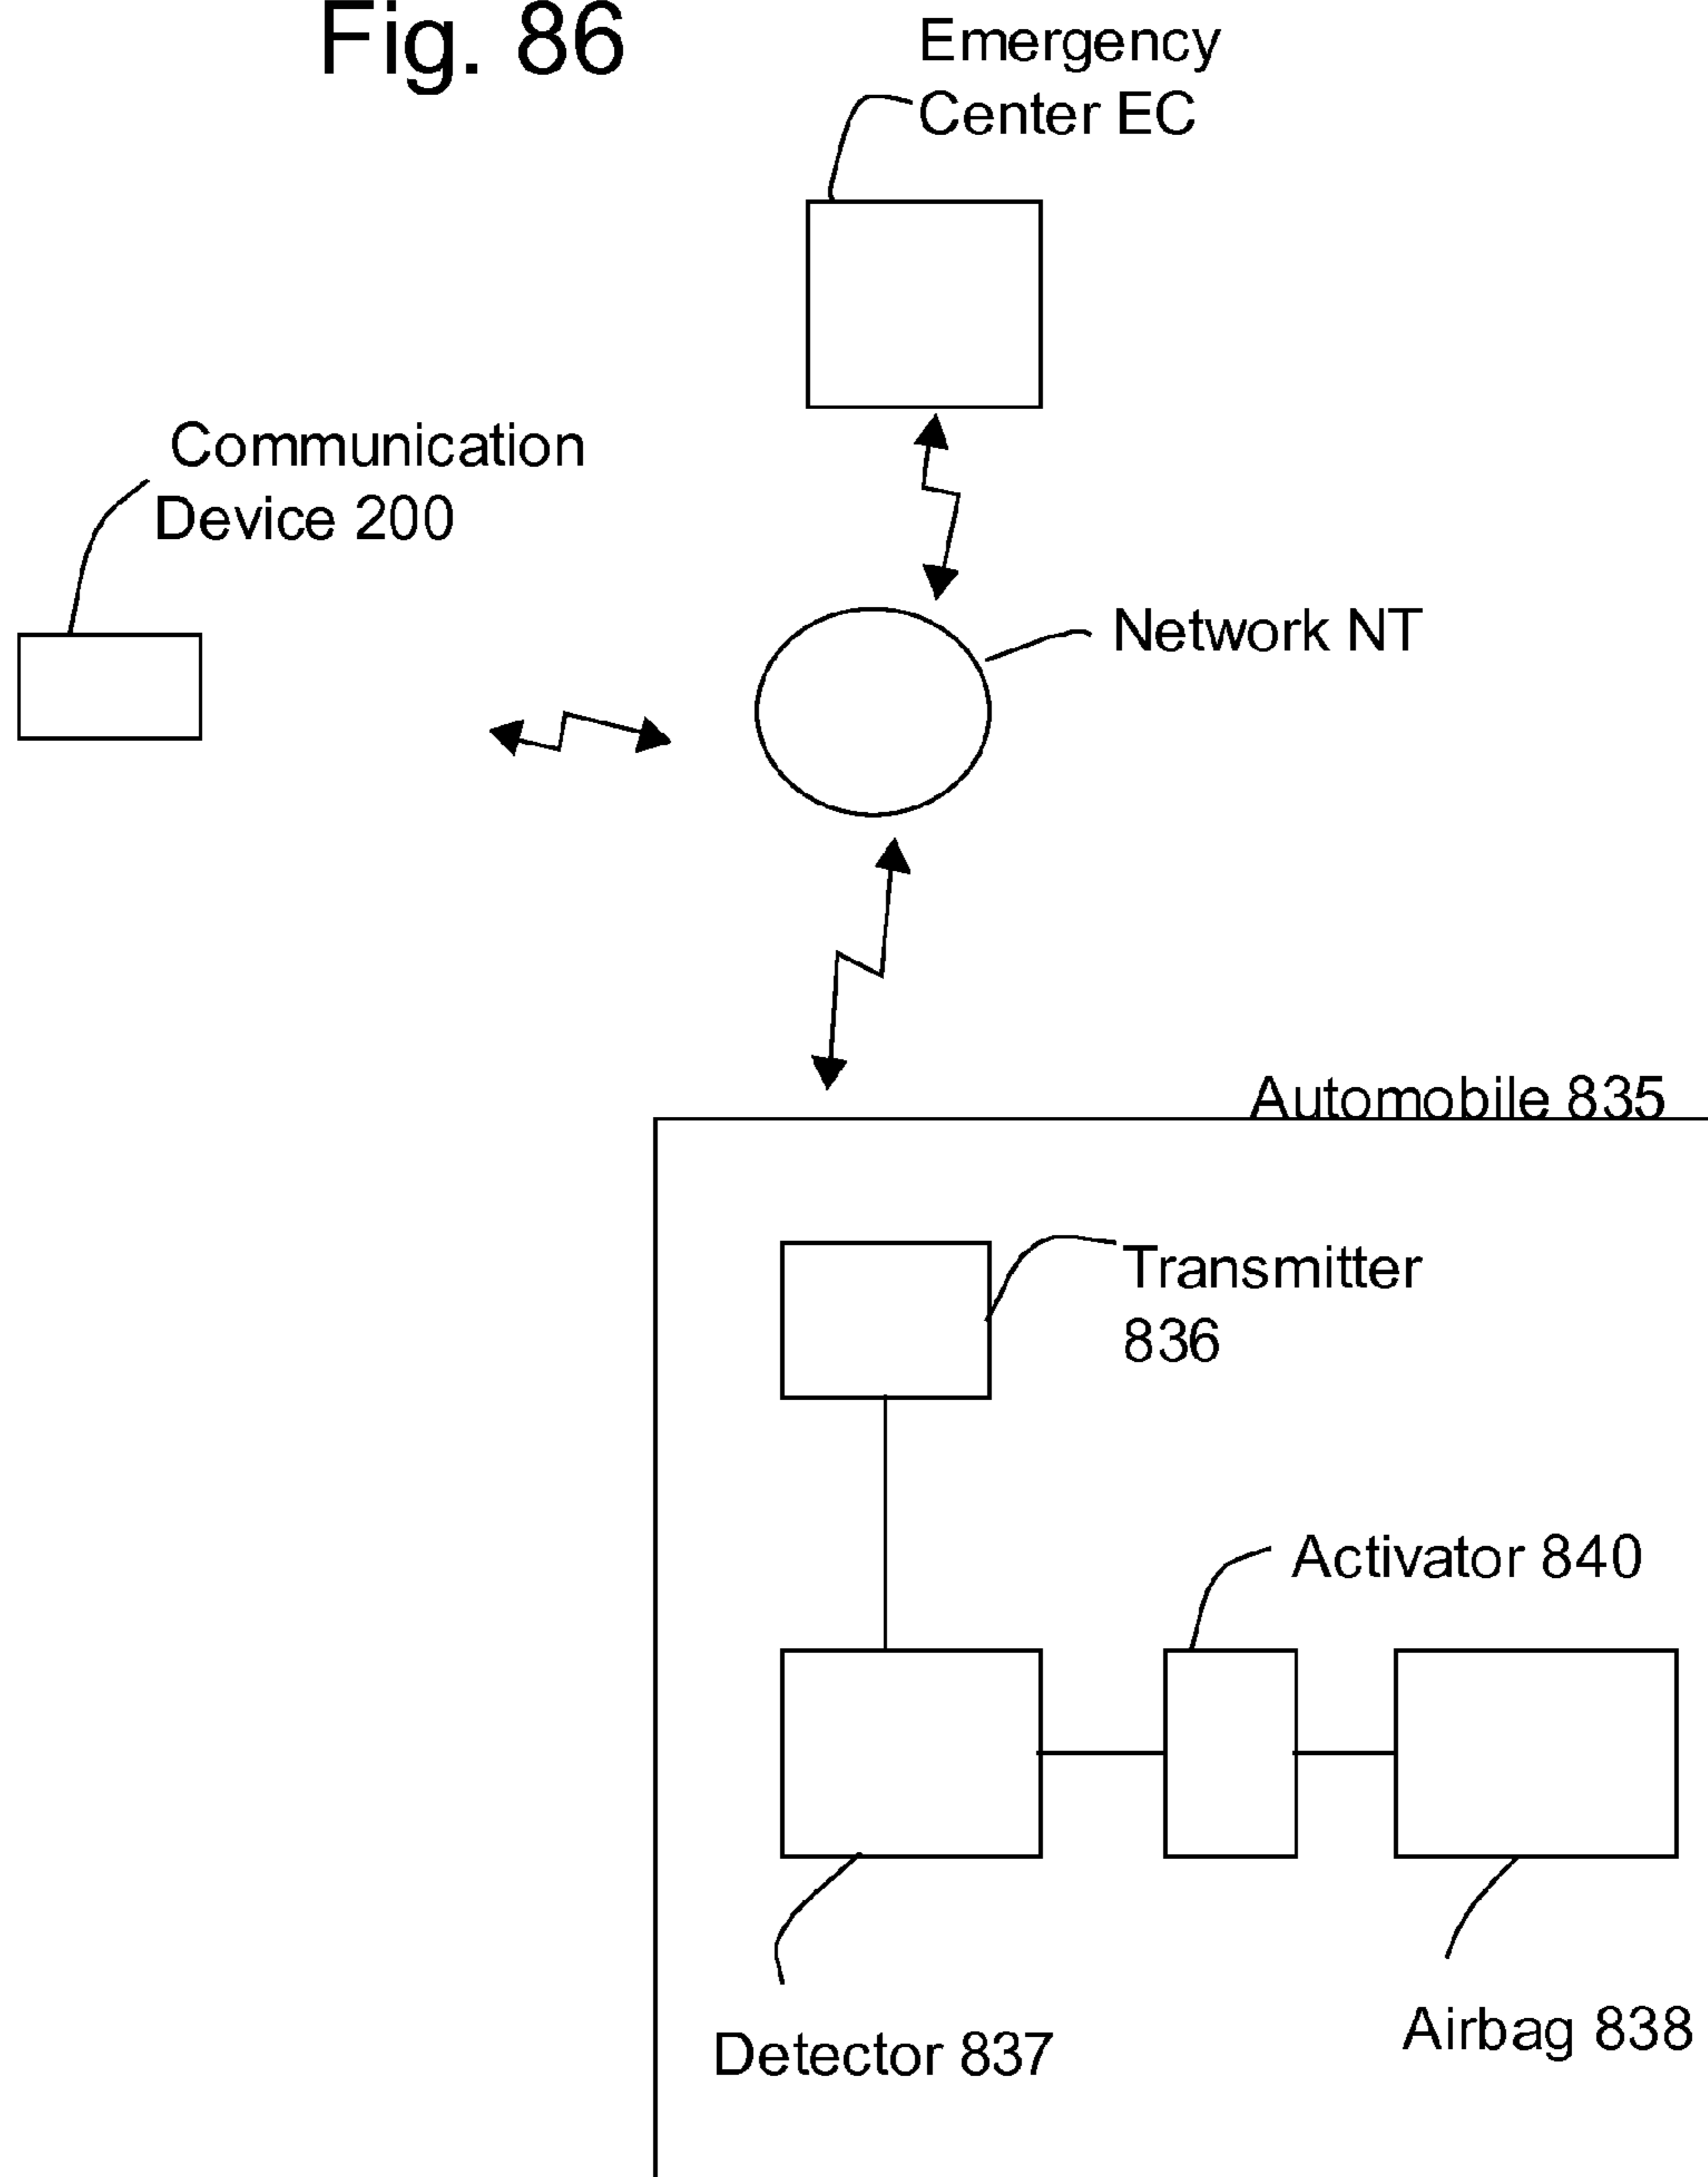 Fig. 86
Emergency
Center EC
Communication
Device 200
Network NT
Automobile 835
Transmitter
836
Activator 840
Detector 837
Airbag 838